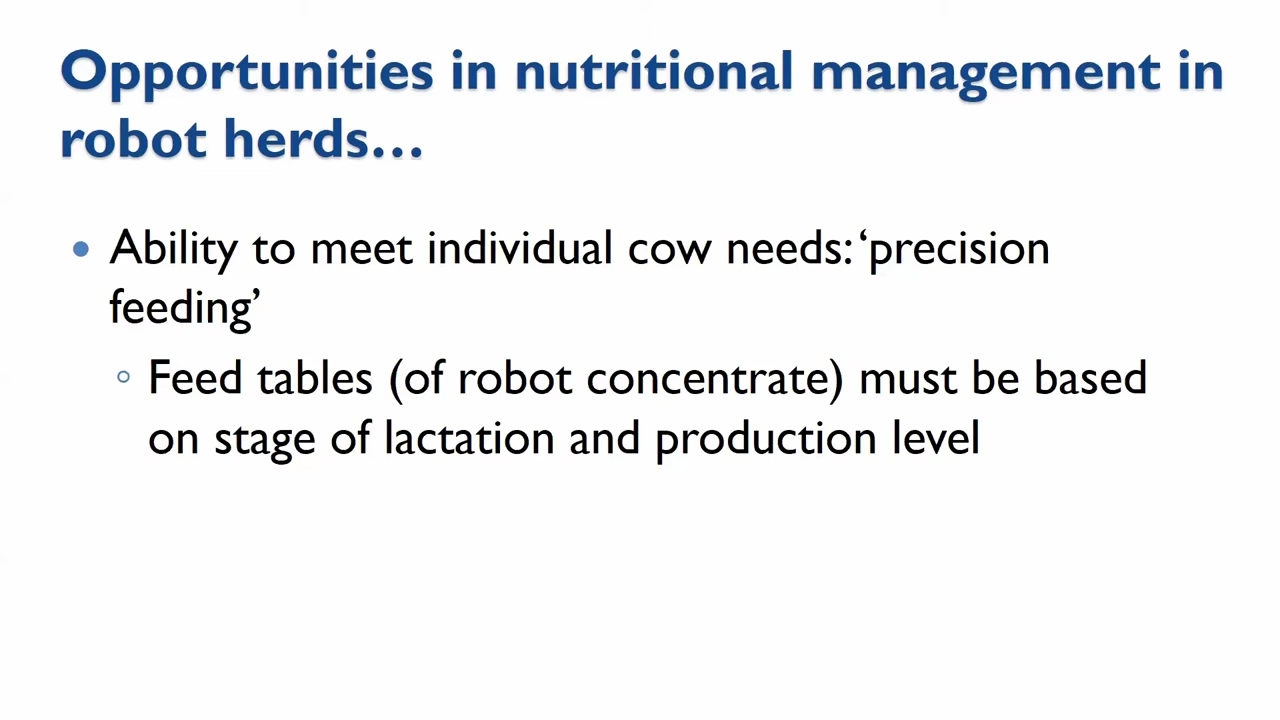 Opportunities in nutritional management in
robot herds…
• Ability to meet individual cow needs: ‘precision
feeding’
◦ Feed tables (of robot concentrate) must be based
on stage of lactation and production level